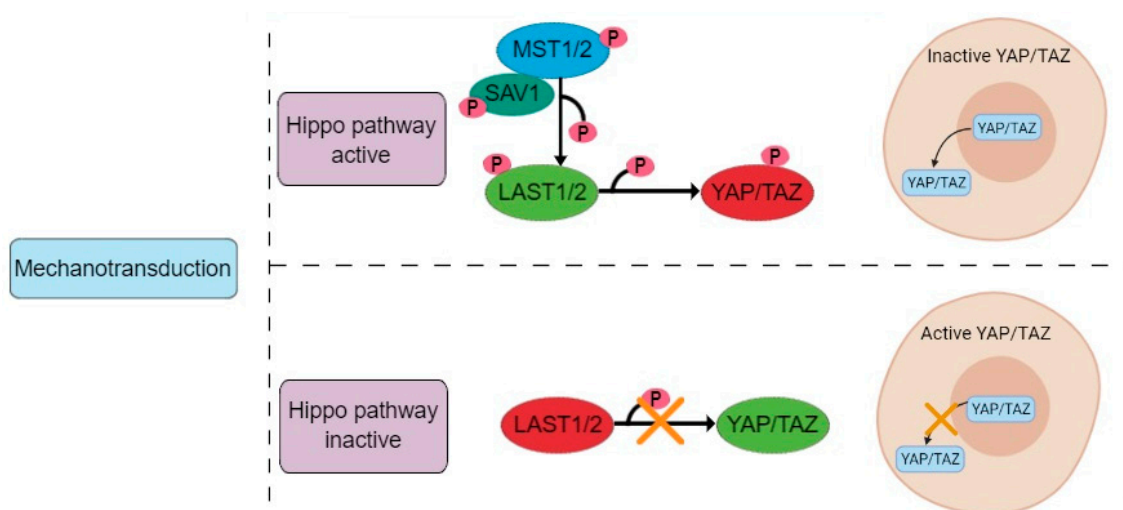 MST1/2
P
SAV1
P
P
Hippo pathway
active
P
LAST1/2
P
P
YAP/TAZ
Inactive YAP/TAZ
YAP/TAZ
YAP/TAZ
Mechanotransduction
Hippo pathway
inactive
LAST1/2
P
YAP/TAZ
Active YAP/TAZ
YAP/TAZ
YAP/TAZ